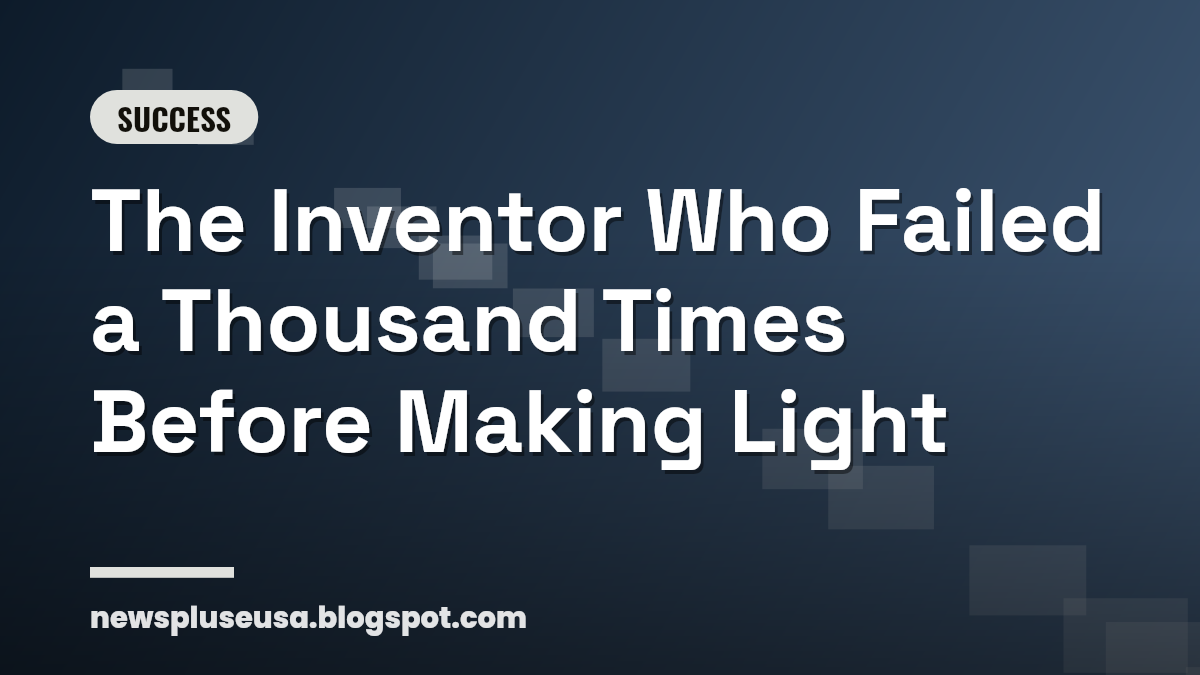 SUCCESS
The Inventor Who Failed
a Thousand Times
Before Making Light
newspluseusa.blogspot.com